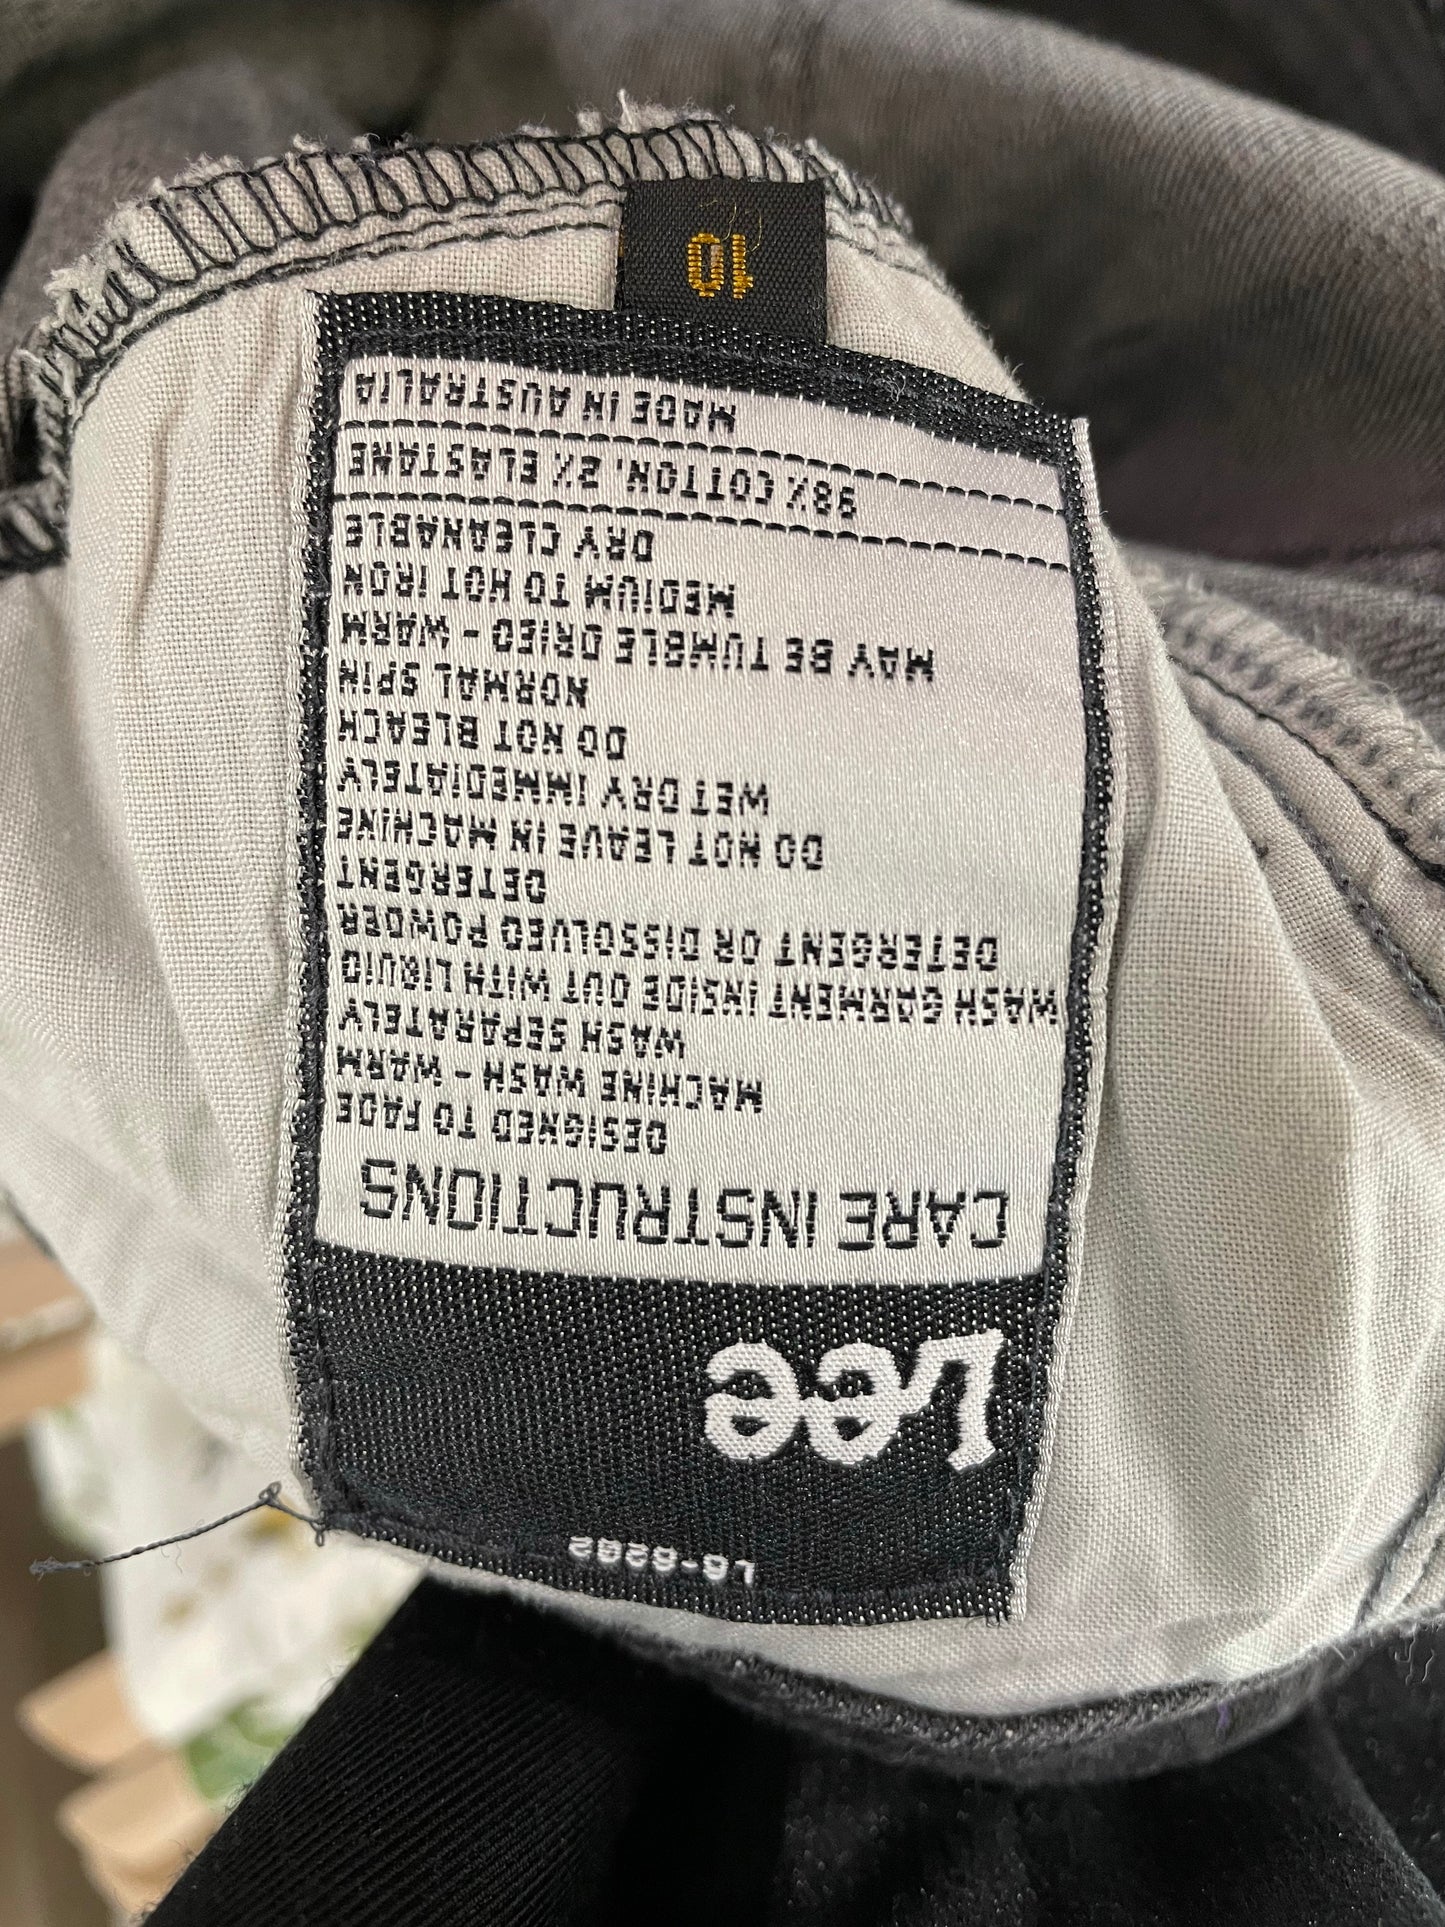 L6-6202
Lee
CARE INSTRUCTIONS
DESIGNED TO FADE
MACHINE WASH - WARM
WASH SEPARATELY
WASH GARMENT INSIDE OUT WITH LIQUID
DETERGENT OR DISSOLVED POWDER
DETERGENT
DO NOT LEAVE IN MACHINE
WET DRY IMMEDIATELY
DO NOT BLEACH
NORMAL SPIN
MAY BE TUMBLE DRIED - WARM
MEDIUM TO HOT IRON
DRY CLEANABLE
98% COTTON, 2% ELASTANE
MADE IN AUSTRALIA
10